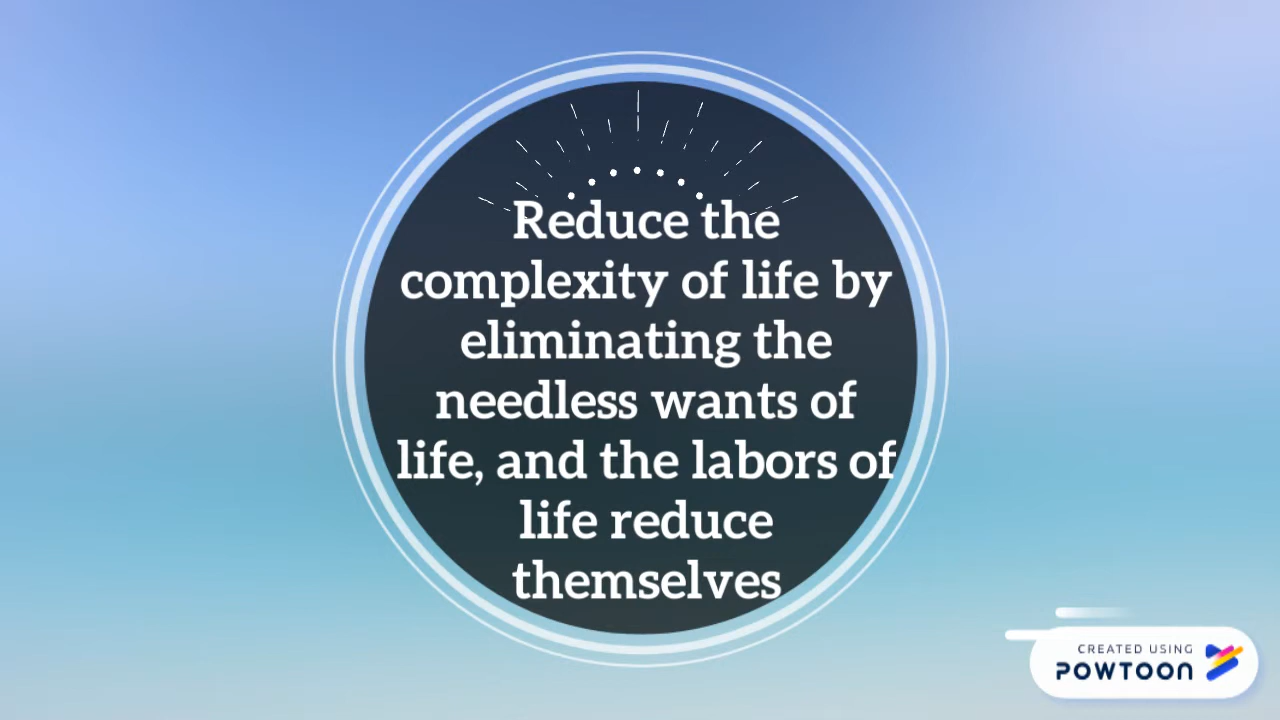 Reduce the
complexity of life by
eliminating the
needless wants of
life, and the labors of
life reduce
themselves
CREATED USING
POWTOON